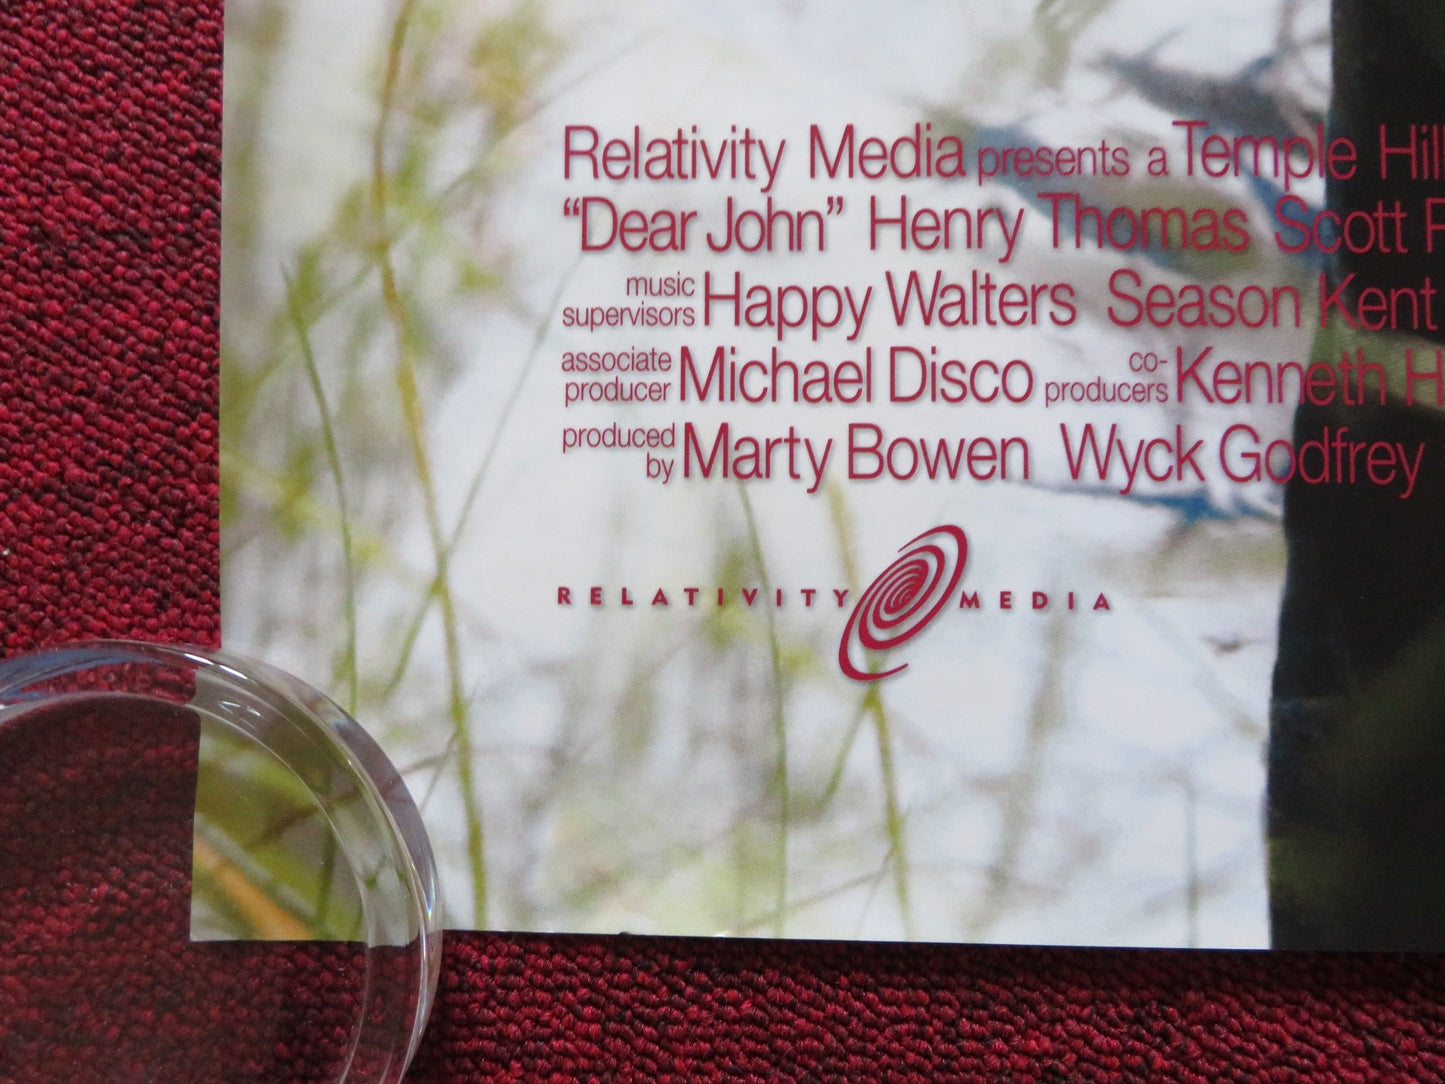 Relativity Media presents a Temple Hill
"Dear John" Henry Thomas Scott
music supervisors Happy Walters Season Kent
associate producer Michael Disco co-producers Kenneth H
produced by Marty Bowen Wyck Godfrey
RELATIVITY MEDIA